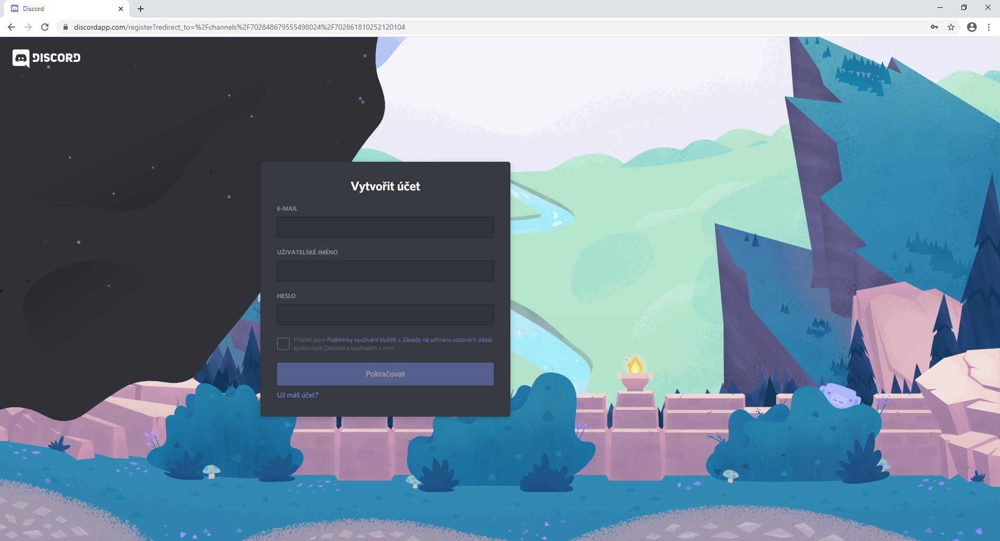 Discord
discordapp.com/register?redirect_to=%2Fchannels%2F702848679555498024%2F702861810252120104
DISCORD
Vytvořit účet
E-MAIL
UŽIVATELSKÉ JMÉNO
HESLO
Přečetl jsem Podmínky využívání služeb a Zásady na ochranu osobních údajů
společnosti Discord a souhlasím s nimi.
Pokračovat
Už máš účet?